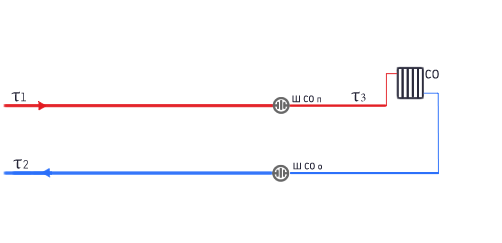 СО
τ1
ш со п
τ3
τ2
ш со о